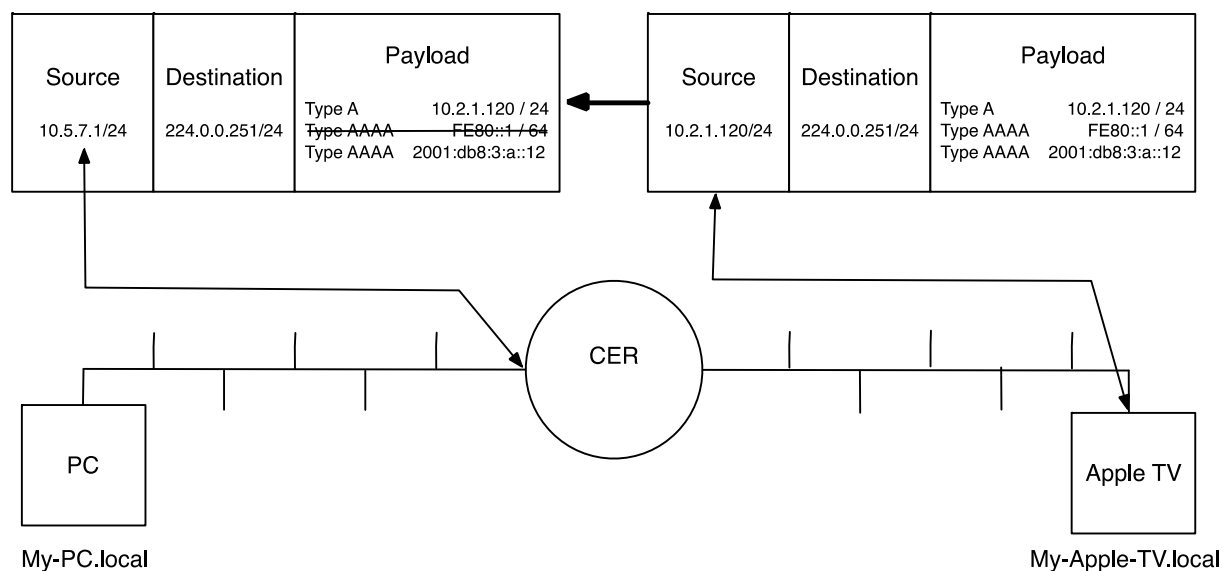 Source
Destination
Payload
10.5.7.1/24
224.0.0.251/24
Type A 10.2.1.120 / 24
Type AAAA FE80::1 / 64
Type AAAA 2001:db8:3:a::12
Source
Destination
Payload
10.2.1.120/24
224.0.0.251/24
Type A 10.2.1.120 / 24
Type AAAA FE80::1 / 64
Type AAAA 2001:db8:3:a::12
CER
PC
Apple TV
My-PC.local
My-Apple-TV.local